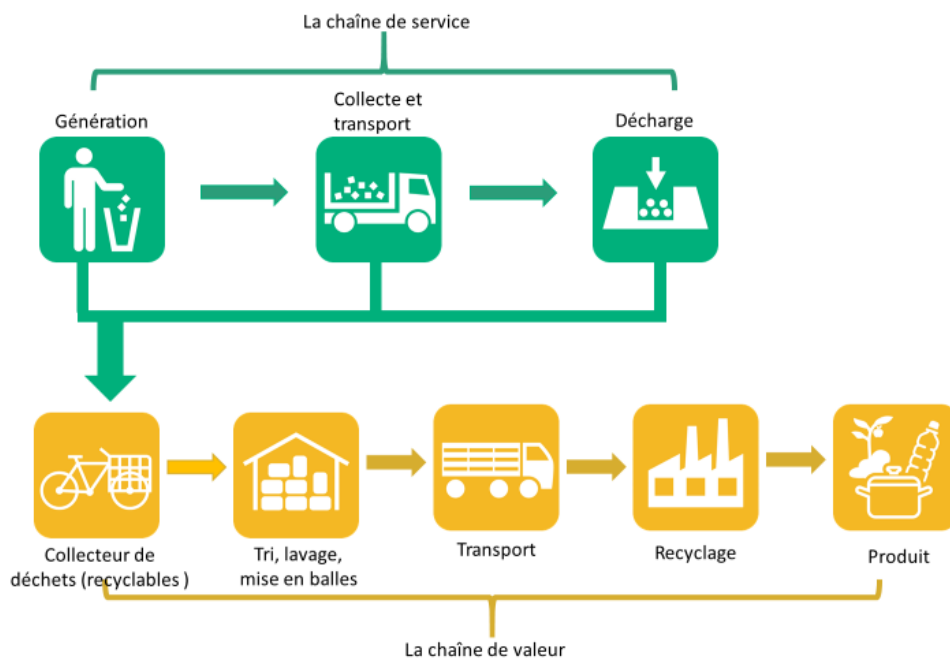 La chaîne de service
Génération
Collecte et
transport
Décharge
Collecteur de
déchets (recyclables )
Tri, lavage,
mise en balles
Transport
Recyclage
Produit
La chaîne de valeur